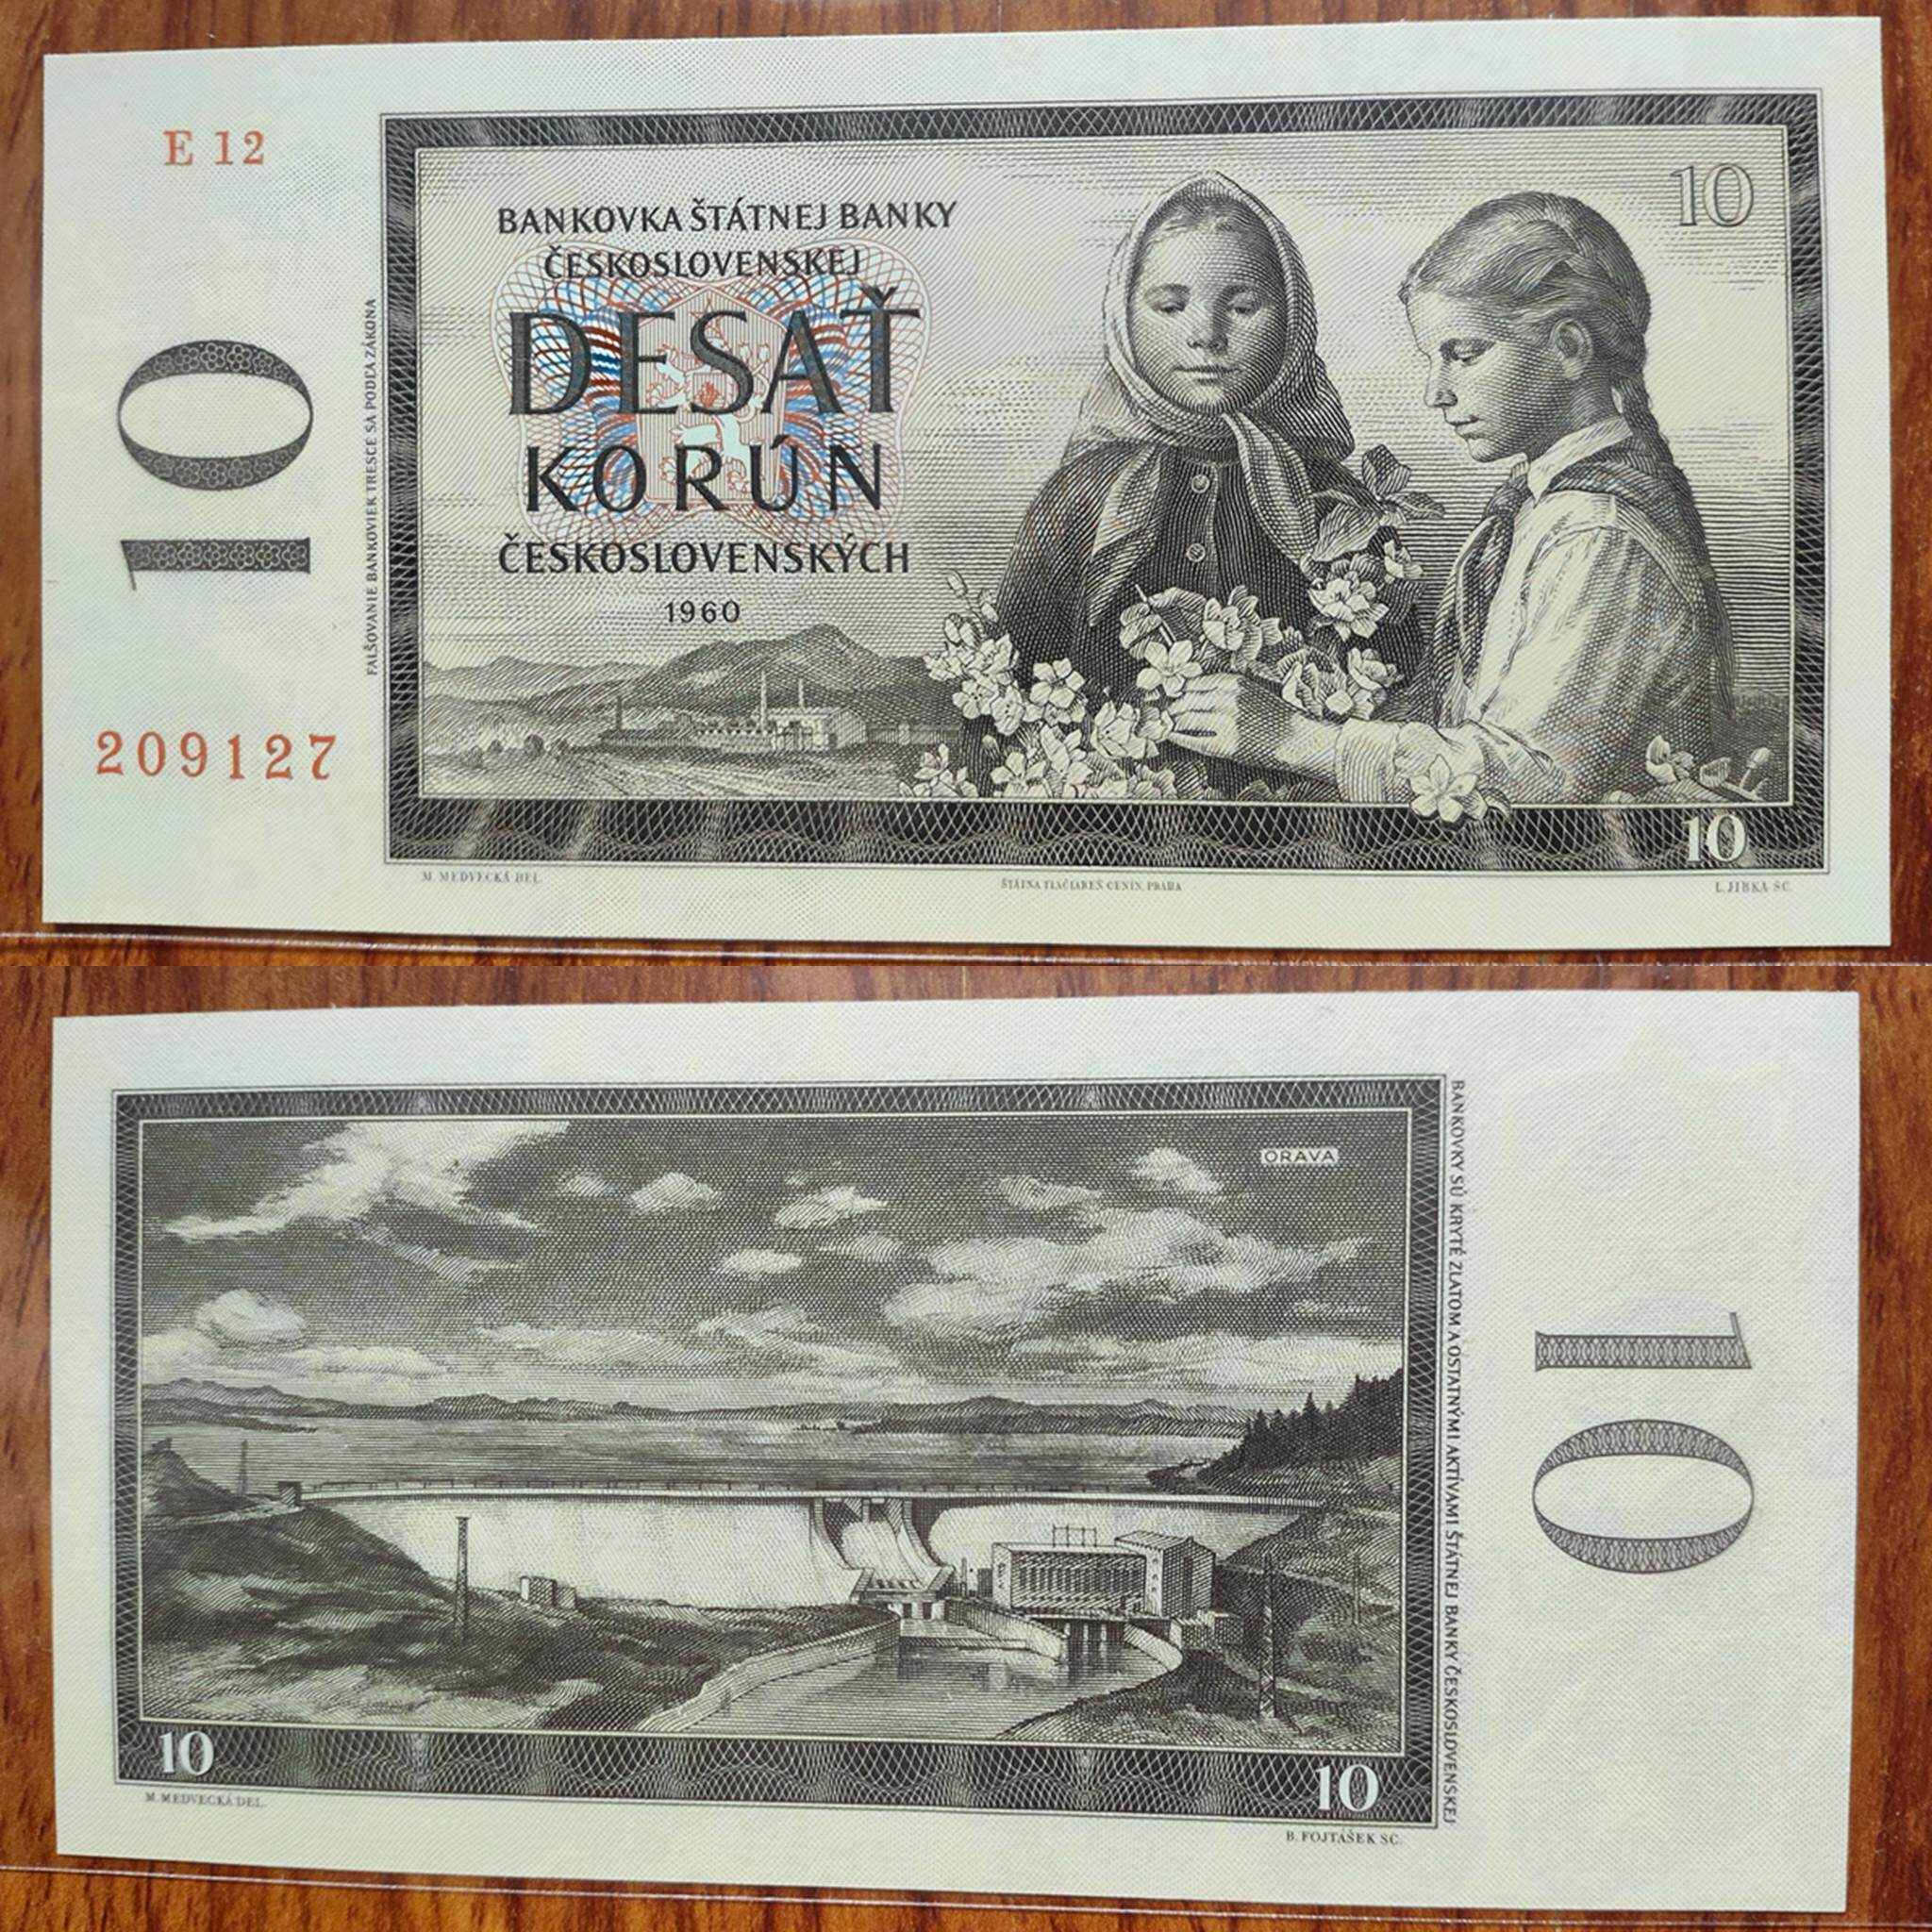 E 12
BANKOVKA ŠTÁTNEJ BANKY
ČESKOSLOVENSKEJ
DESAŤ
KORÚN
ČESKOSLOVENSKÝCH
1960
10
10
FALŠOVANIE BANKOVIEK TRESCE SA PODĽA ZÁKONA
209127
10
M. MEDVECKÁ DEL.
ŠTÁTNA TLAČIAREŇ CENÍN, PRAHA
L. JIRKA SC.
ORAVA
BANKOVKY SÚ KRYTÉ ZLATOM A OSTATNÝMI AKTÍVAMI ŠTÁTNEJ BANKY ČESKOSLOVENSKEJ
10
10
10
M. MEDVECKÁ DEL.
B. FOJTÁŠEK SC.